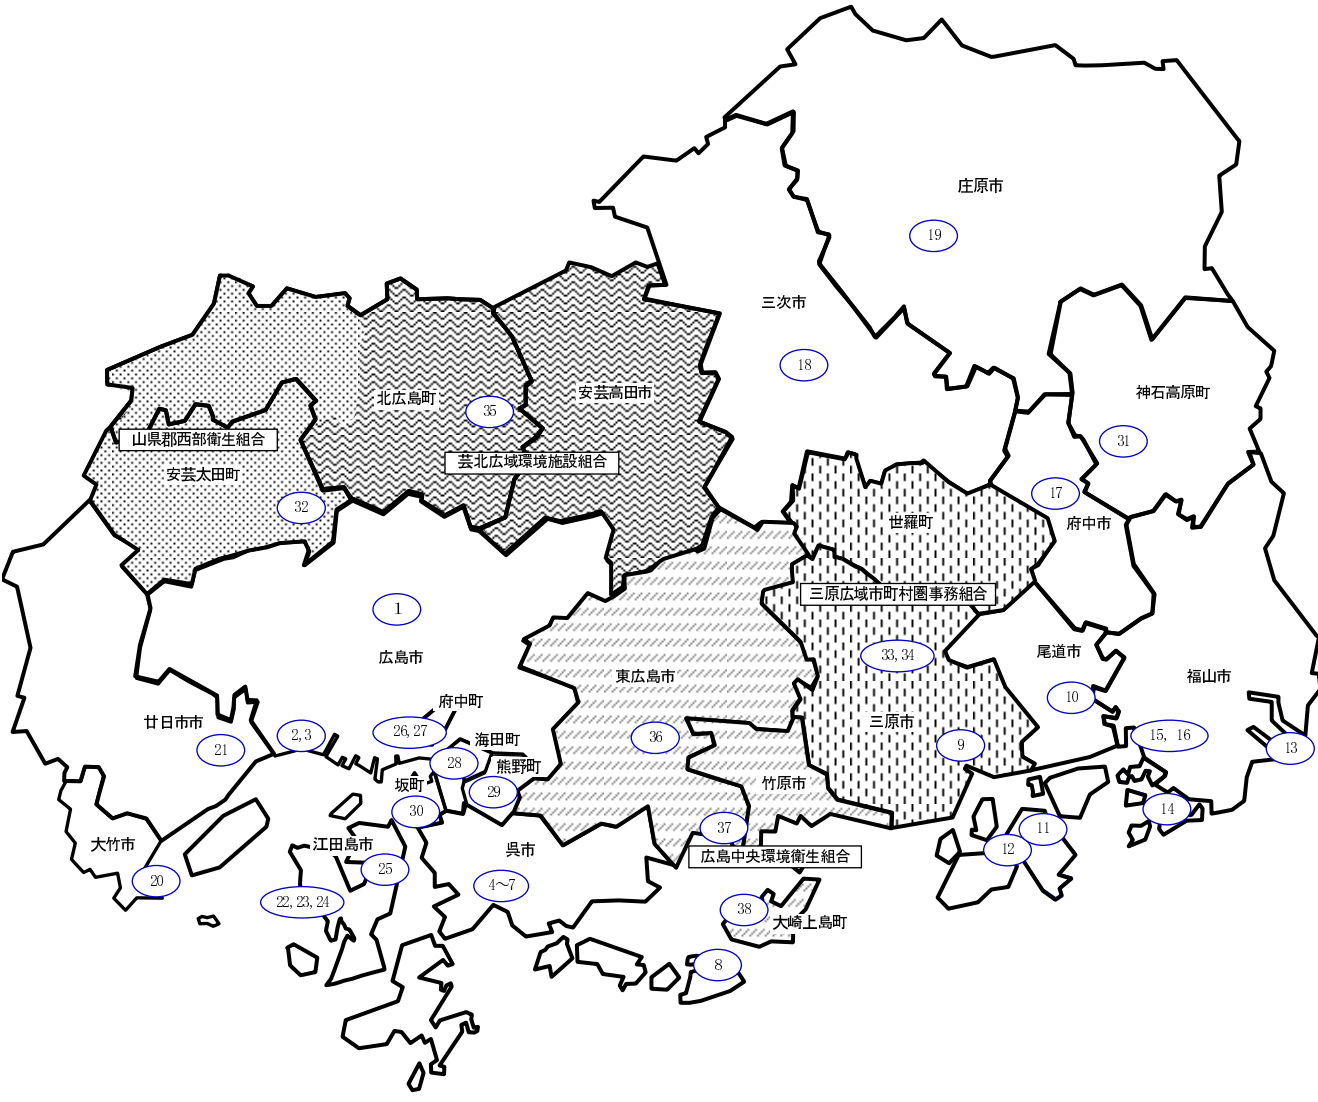 庄原市
19
三次市
18
神石高原町
31
北広島町
35
安芸高田市
山県郡西部衛生組合
芸北広域環境施設組合
安芸太田町
32
17
府中市
世羅町
三原広域市町村圏事務組合
1
広島市
33, 34
尾道市
東広島市
福山市
10
府中町
廿日市市
21
2, 3
26, 27
海田町
三原市
9
36
15, 16
13
28
熊野町
坂町
29
竹原市
30
14
37
11
大竹市
江田島市
呉市
12
広島中央環境衛生組合
20
25
4～7
22, 23, 24
38
大崎上島町
8